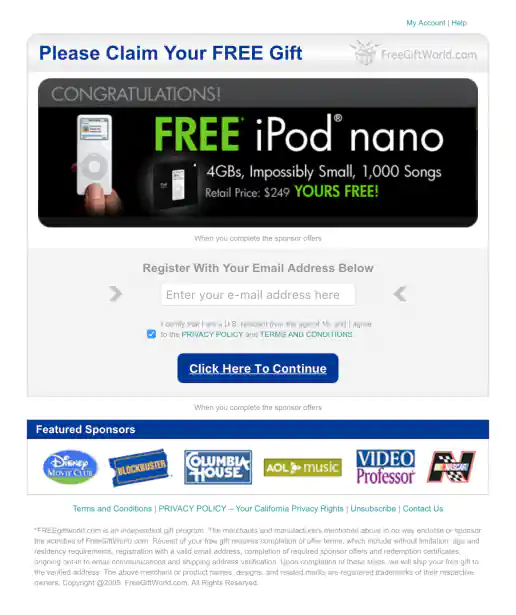 My Account | Help
Please Claim Your FREE Gift
FreeGiftWorld.com
CONGRATULATIONS!
FREE* iPod® nano
4GBs, Impossibly Small, 1,000 Songs
Retail Price: $249 YOURS FREE!
When you complete the sponsor offers
Register With Your Email Address Below
Enter your e-mail address here
I certify that I am a U.S. resident over the age of 18, and I agree
to the PRIVACY POLICY and TERMS AND CONDITIONS.
Click Here To Continue
When you complete the sponsor offers
Featured Sponsors
Disney
MOVIE CLUB
BLOCKBUSTER
COLUMBIA
HOUSE
AOL music
VIDEO
Professor
NASCAR
Terms and Conditions | PRIVACY POLICY – Your California Privacy Rights | Unsubscribe | Contact Us
*FREEgiftworld.com is an independent gift program. The merchants and manufacturers mentioned above in no way endorse or sponsor
the activities of FreeGiftWorld.com. Receipt of your free gift requires completion of offer terms, which include without limitation: age and
residency requirements, registration with a valid email address, completion of required sponsor offers and redemption certificates,
ongoing opt-in to email communications and shipping address verification. Upon completion of these steps, we will ship your free gift to
the verified address. The above merchant or product names, designs, and related marks are registered trademarks of their respective
owners. Copyright @2005. FreeGiftWorld.com. All Rights Reserved.